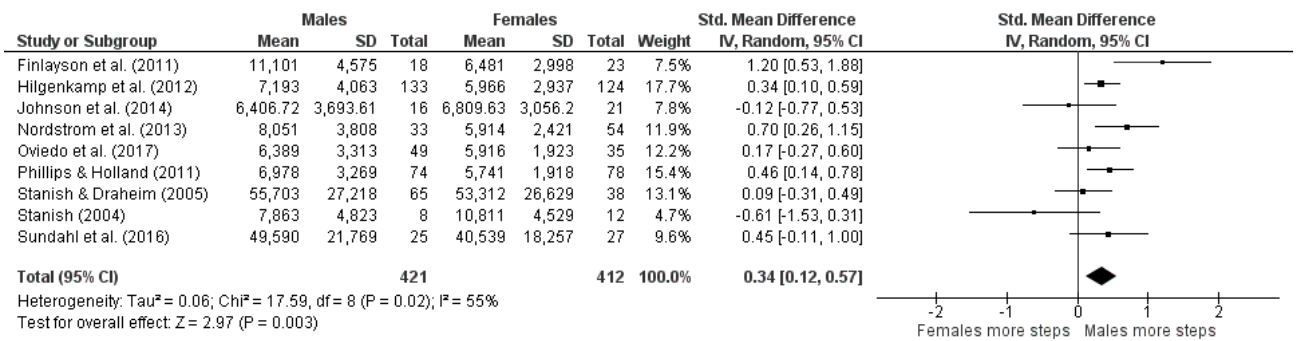 Males Females Std. Mean Difference Std. Mean Difference
Study or Subgroup Mean SD Total Mean SD Total Weight IV, Random, 95% CI IV, Random, 95% CI
Finlayson et al. (2011) 11,101 4,575 18 6,481 2,998 23 7.5% 1.20 [0.53, 1.88]
Hilgenkamp et al. (2012) 7,193 4,063 133 5,966 2,937 124 17.7% 0.34 [0.10, 0.59]
Johnson et al. (2014) 6,406.72 3,693.61 16 6,809.63 3,056.2 21 7.8% -0.12 [-0.77, 0.53]
Nordstrom et al. (2013) 8,051 3,808 33 5,914 2,421 54 11.9% 0.70 [0.26, 1.15]
Oviedo et al. (2017) 6,389 3,313 49 5,916 1,923 35 12.2% 0.17 [-0.27, 0.60]
Phillips & Holland (2011) 6,978 3,269 74 5,741 1,918 78 15.4% 0.46 [0.14, 0.78]
Stanish & Draheim (2005) 55,703 27,218 65 53,312 26,629 38 13.1% 0.09 [-0.31, 0.49]
Stanish (2004) 7,863 4,823 8 10,811 4,529 12 4.7% -0.61 [-1.53, 0.31]
Sundahl et al. (2016) 49,590 21,769 25 40,539 18,257 27 9.6% 0.45 [-0.11, 1.00]
Total (95% CI) 421 412 100.0% 0.34 [0.12, 0.57]
Heterogeneity: Tau² = 0.06; Chi² = 17.59, df = 8 (P = 0.02); I² = 55%
Test for overall effect: Z = 2.97 (P = 0.003)
-2 -1 0 1 2
Females more steps Males more steps